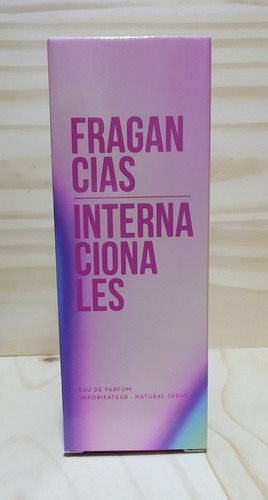 FRAGAN
CIAS
INTERNA
CIONA
LES
EAU DE PARFUM
VAPORISATEUR - NATURAL SPRAY